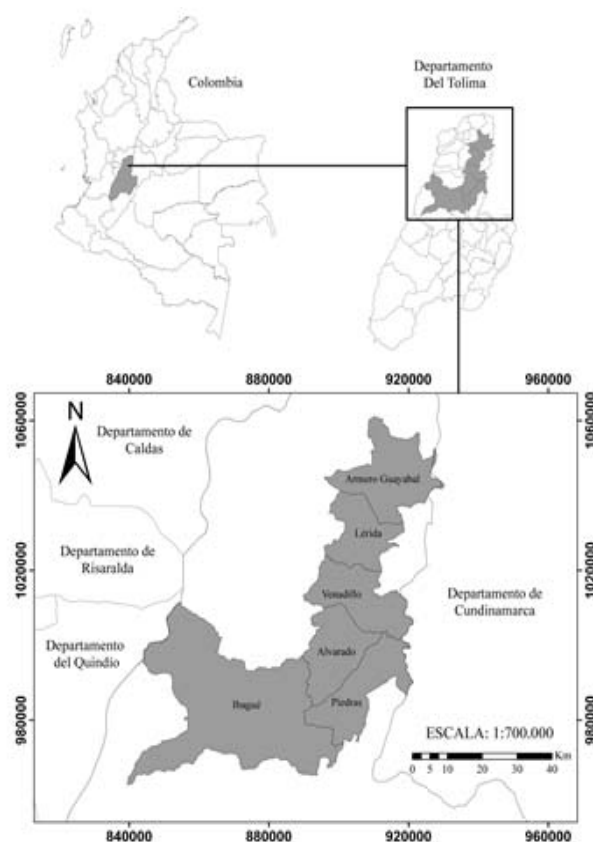 Colombia
Departamento
Del Tolima
840000
880000
920000
960000
1060000
1020000
980000
N
Departamento de
Caldas
Armero Guayabal
Lérida
Departamento de
Risaralda
Venadillo
Departamento de
Cundinamarca
Departamento
del Quindío
Alvarado
Ibagué
Piedras
ESCALA: 1:700.000
0 5 10 20 30 40 Km
1060000
1020000
980000
840000
880000
920000
960000